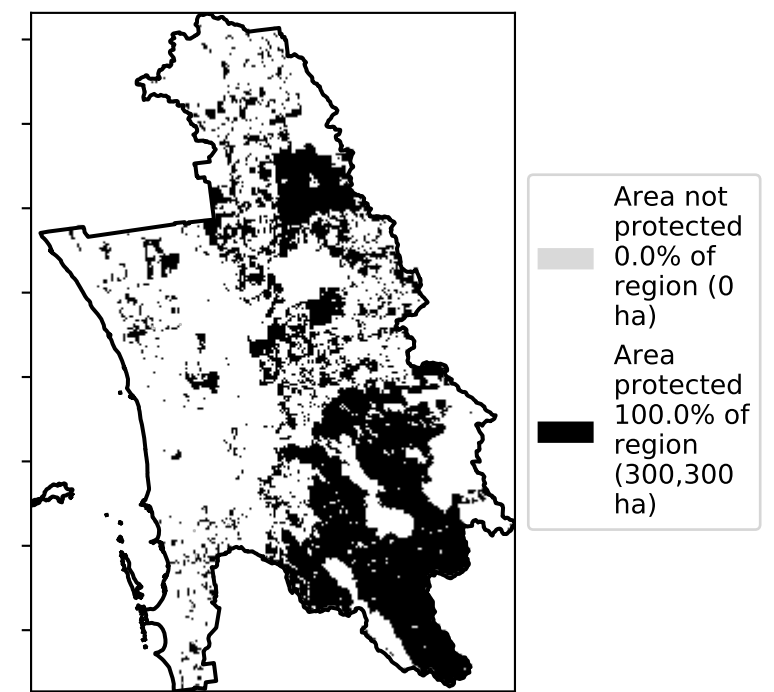 Area not
protected
0.0% of
region (0
ha)
Area
protected
100.0% of
region
(300,300
ha)